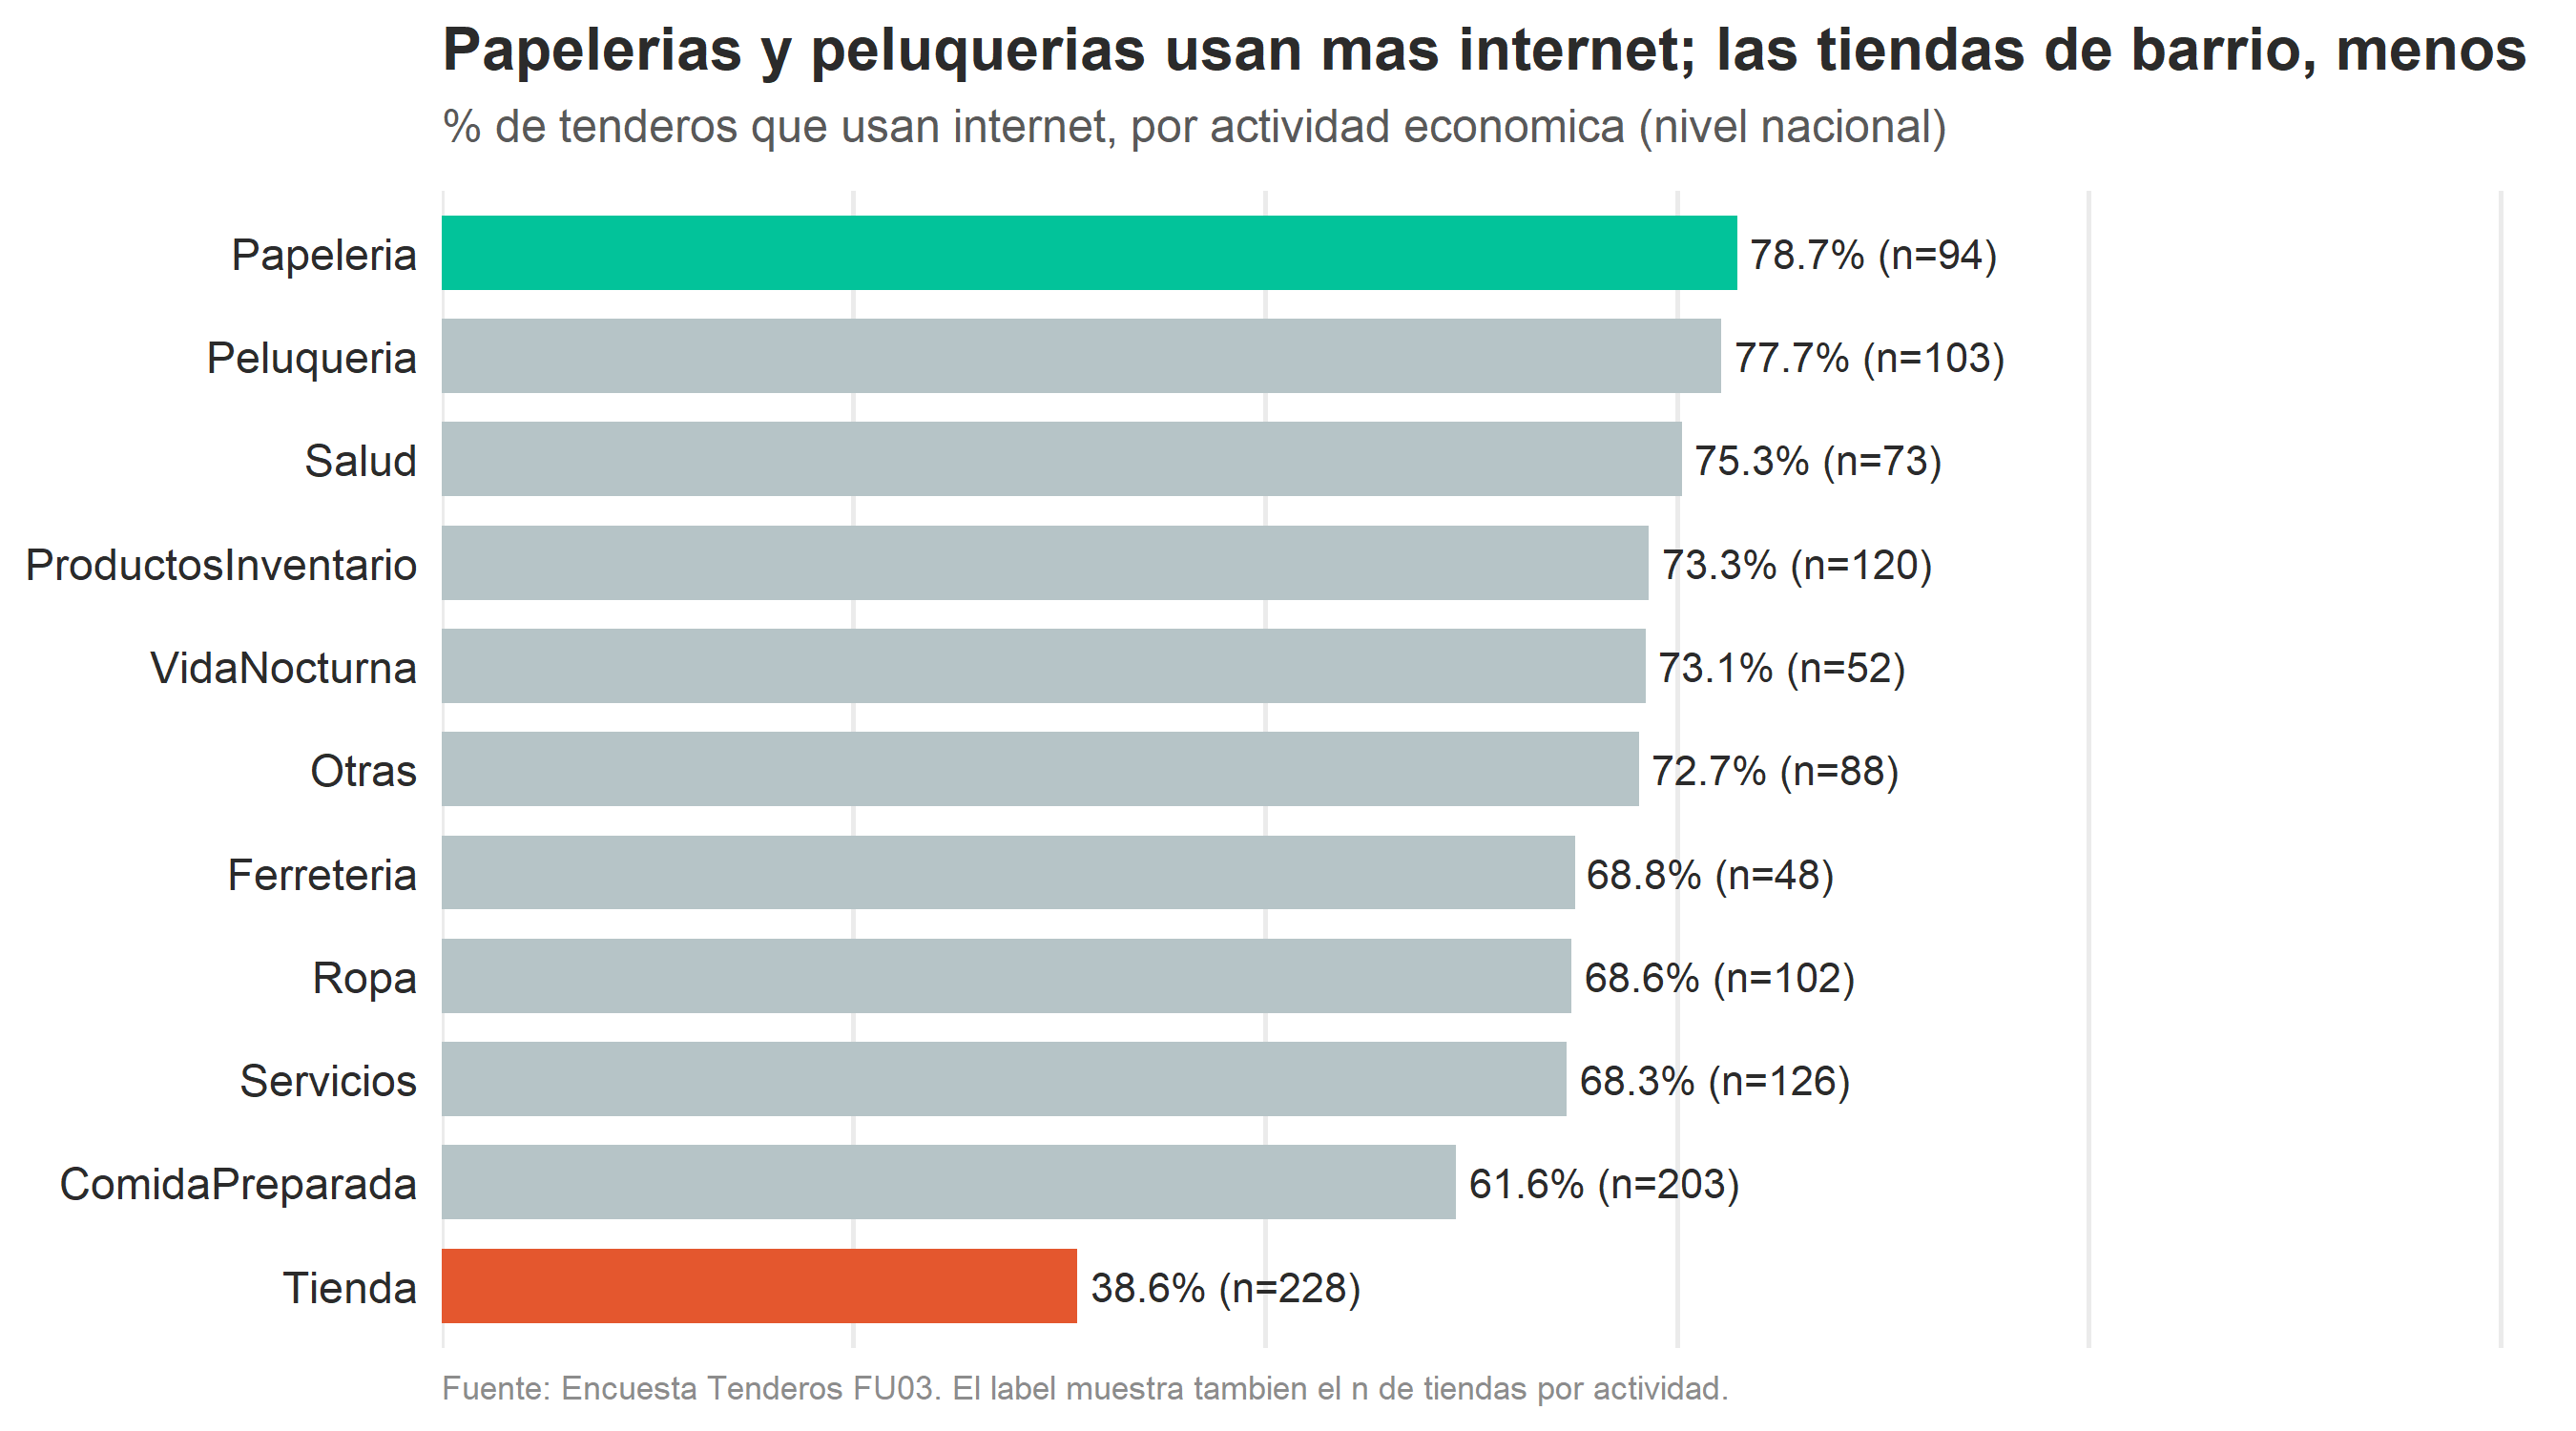 Papelerias y peluquerias usan mas internet; las tiendas de barrio, menos
% de tenderos que usan internet, por actividad economica (nivel nacional)
Papeleria 78.7% (n=94)
Peluqueria 77.7% (n=103)
Salud 75.3% (n=73)
ProductosInventario 73.3% (n=120)
VidaNocturna 73.1% (n=52)
Otras 72.7% (n=88)
Ferreteria 68.8% (n=48)
Ropa 68.6% (n=102)
Servicios 68.3% (n=126)
ComidaPreparada 61.6% (n=203)
Tienda 38.6% (n=228)
Fuente: Encuesta Tenderos FU03. El label muestra tambien el n de tiendas por actividad.